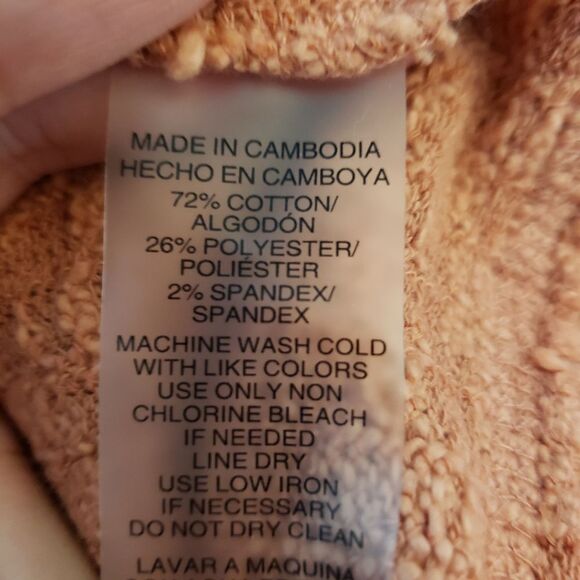 MADE IN CAMBODIA
HECHO EN CAMBOYA
72% COTTON/
ALGODÓN
26% POLYESTER/
POLIÉSTER
2% SPANDEX/
SPANDEX
MACHINE WASH COLD
WITH LIKE COLORS
USE ONLY NON
CHLORINE BLEACH
IF NEEDED
LINE DRY
USE LOW IRON
IF NECESSARY
DO NOT DRY CLEAN
LAVAR A MAQUINA